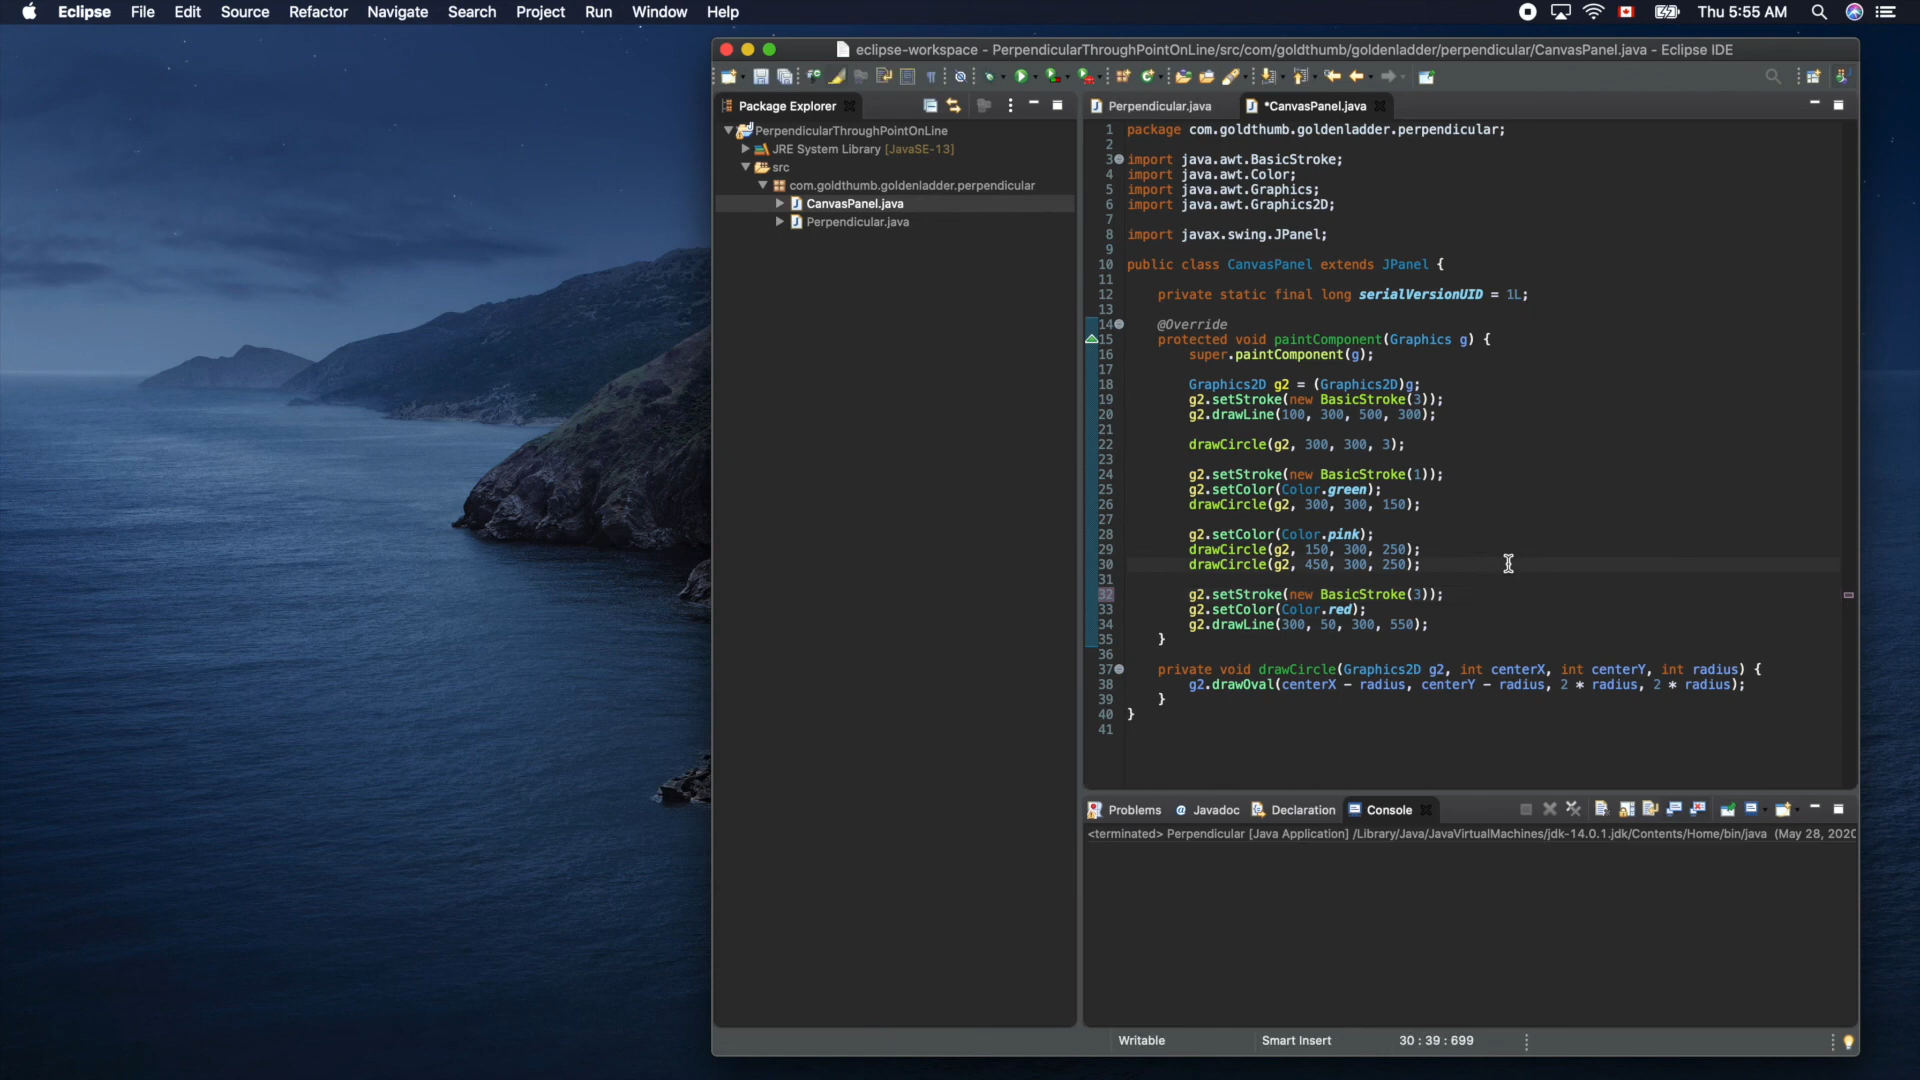 Eclipse File Edit Source Refactor Navigate Search Project Run Window Help Thu 5:55 AM
eclipse-workspace - PerpendicularThroughPointOnLine/src/com/goldthumb/goldenladder/perpendicular/CanvasPanel.java - Eclipse IDE
Package Explorer
PerpendicularThroughPointOnLine
JRE System Library [JavaSE-13]
src
com.goldthumb.goldenladder.perpendicular
CanvasPanel.java
Perpendicular.java
Perpendicular.java *CanvasPanel.java
1 package com.goldthumb.goldenladder.perpendicular;
2
3 import java.awt.BasicStroke;
4 import java.awt.Color;
5 import java.awt.Graphics;
6 import java.awt.Graphics2D;
7
8 import javax.swing.JPanel;
9
10 public class CanvasPanel extends JPanel {
11
12 private static final long serialVersionUID = 1L;
13
14 @Override
15 protected void paintComponent(Graphics g) {
16 super.paintComponent(g);
17
18 Graphics2D g2 = (Graphics2D)g;
19 g2.setStroke(new BasicStroke(3));
20 g2.drawLine(100, 300, 500, 300);
21
22 drawCircle(g2, 300, 300, 3);
23
24 g2.setStroke(new BasicStroke(1));
25 g2.setColor(Color.green);
26 drawCircle(g2, 300, 300, 150);
27
28 g2.setColor(Color.pink);
29 drawCircle(g2, 150, 300, 250);
30 drawCircle(g2, 450, 300, 250);
31
32 g2.setStroke(new BasicStroke(3));
33 g2.setColor(Color.red);
34 g2.drawLine(300, 50, 300, 550);
35 }
36
37 private void drawCircle(Graphics2D g2, int centerX, int centerY, int radius) {
38 g2.drawOval(centerX - radius, centerY - radius, 2 * radius, 2 * radius);
39 }
40 }
41
Problems @ Javadoc Declaration Console
<terminated> Perpendicular [Java Application] /Library/Java/JavaVirtualMachines/jdk-14.0.1.jdk/Contents/Home/bin/java (May 28, 2020
Writable Smart Insert 30 : 39 : 699